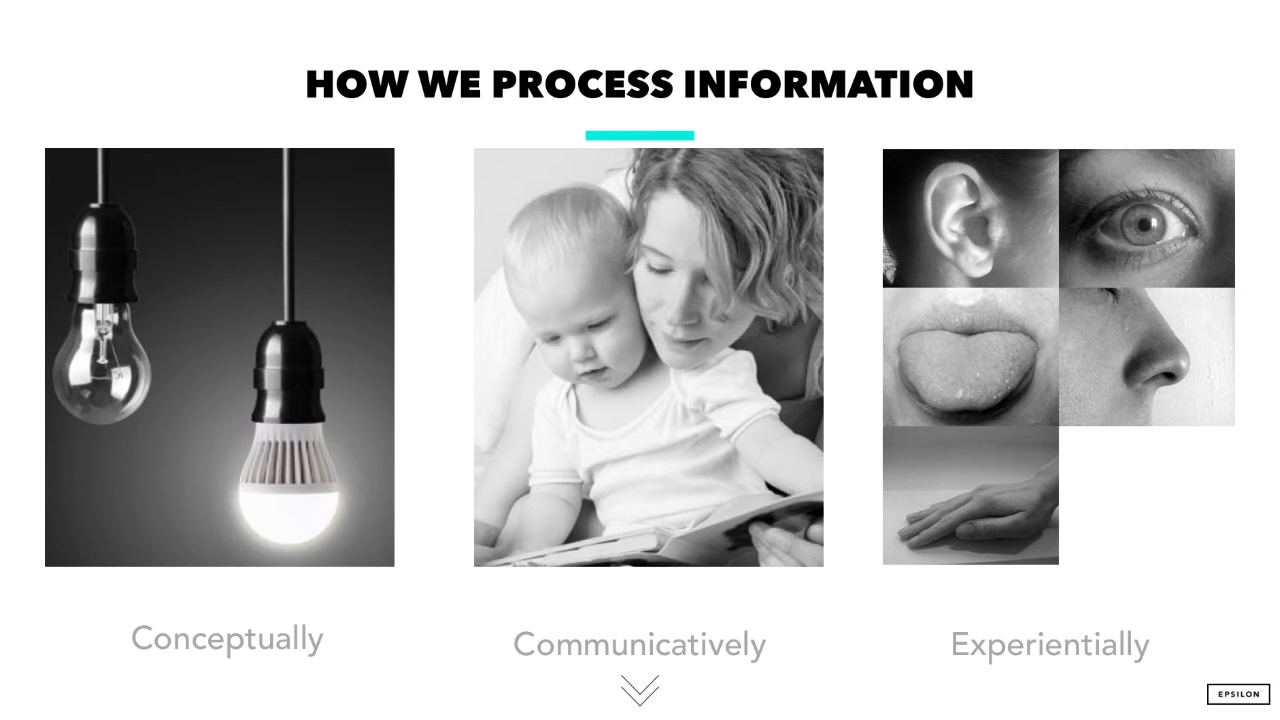 HOW WE PROCESS INFORMATION
Conceptually
Communicatively
Experientially
EPSILON